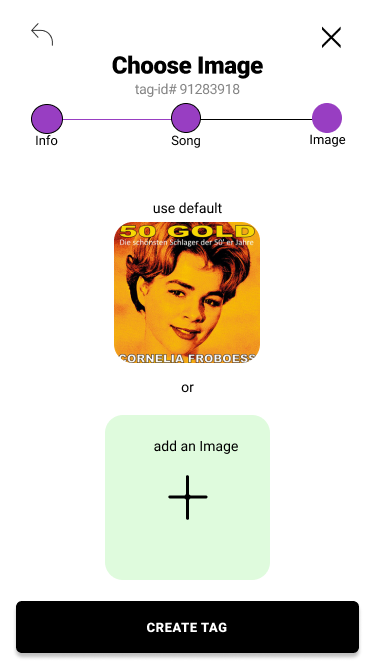 Choose Image
tag-id# 91283918
Info
Song
Image
use default
50 GOLD
Die schönsten Schlager der 50'er Jahre
CORNELIA FROBOESS
or
add an Image
CREATE TAG